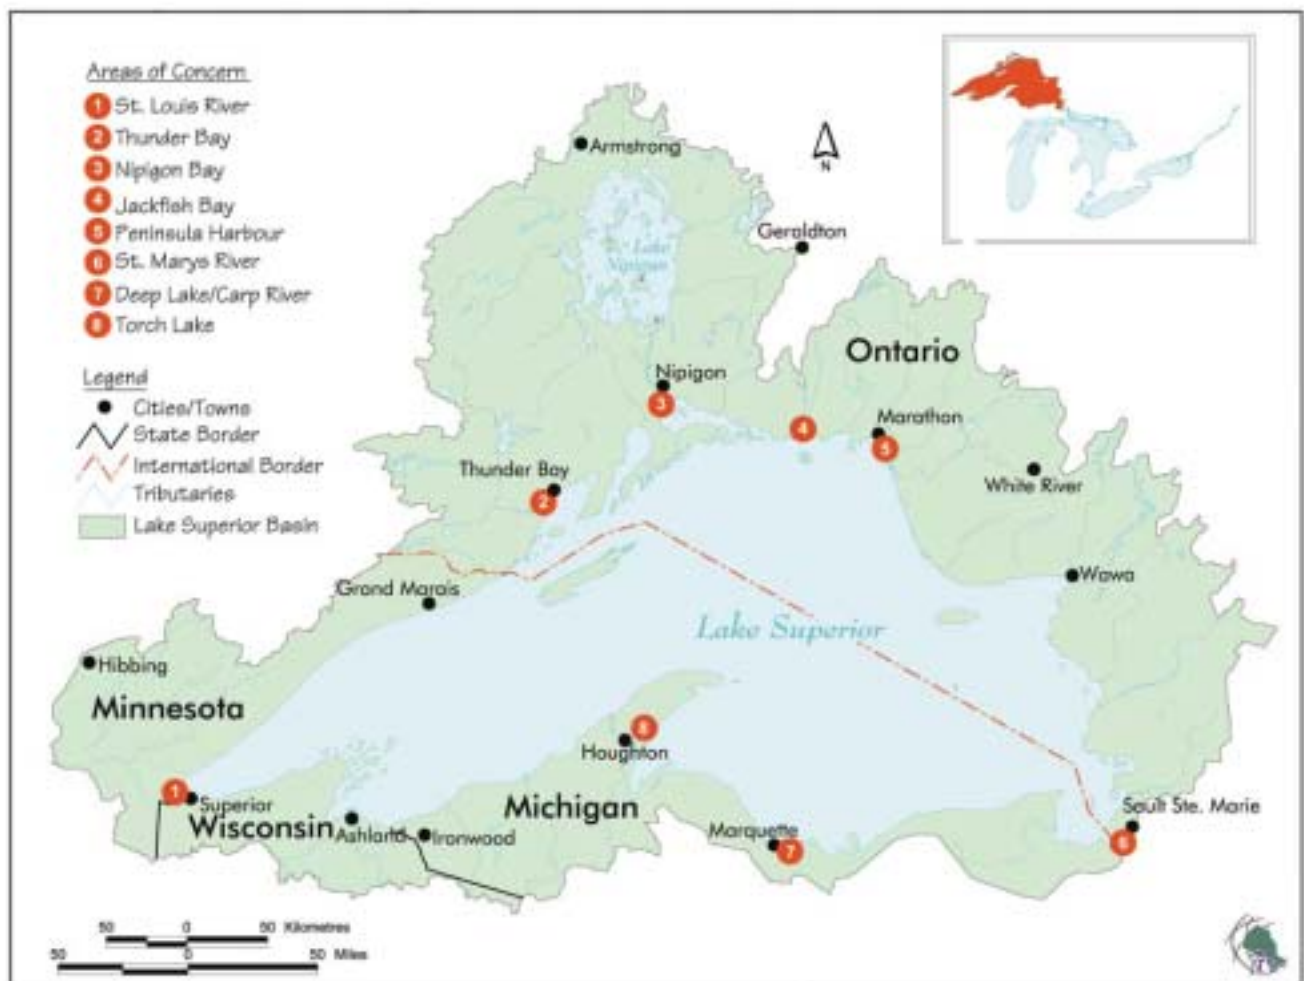 Areas of Concern
1 St. Louis River
2 Thunder Bay
3 Nipigon Bay
4 Jackfish Bay
5 Peninsula Harbour
6 St. Marys River
7 Deep Lake/Carp River
8 Torch Lake
Legend
Cities/Towns
State Border
International Border
Tributaries
Lake Superior Basin
N
Armstrong
Geraldton
Lake
Nipigon
Ontario
Nipigon
3
4
Marathon
5
Thunder Bay
2
White River
Grand Marais
Wawa
Lake Superior
Hibbing
Minnesota
8
Houghton
1
Superior
Wisconsin
Ashland
Ironwood
Michigan
Marquette
7
Sault Ste. Marie
6
50 0 50 Kilometres
50 0 50 Miles